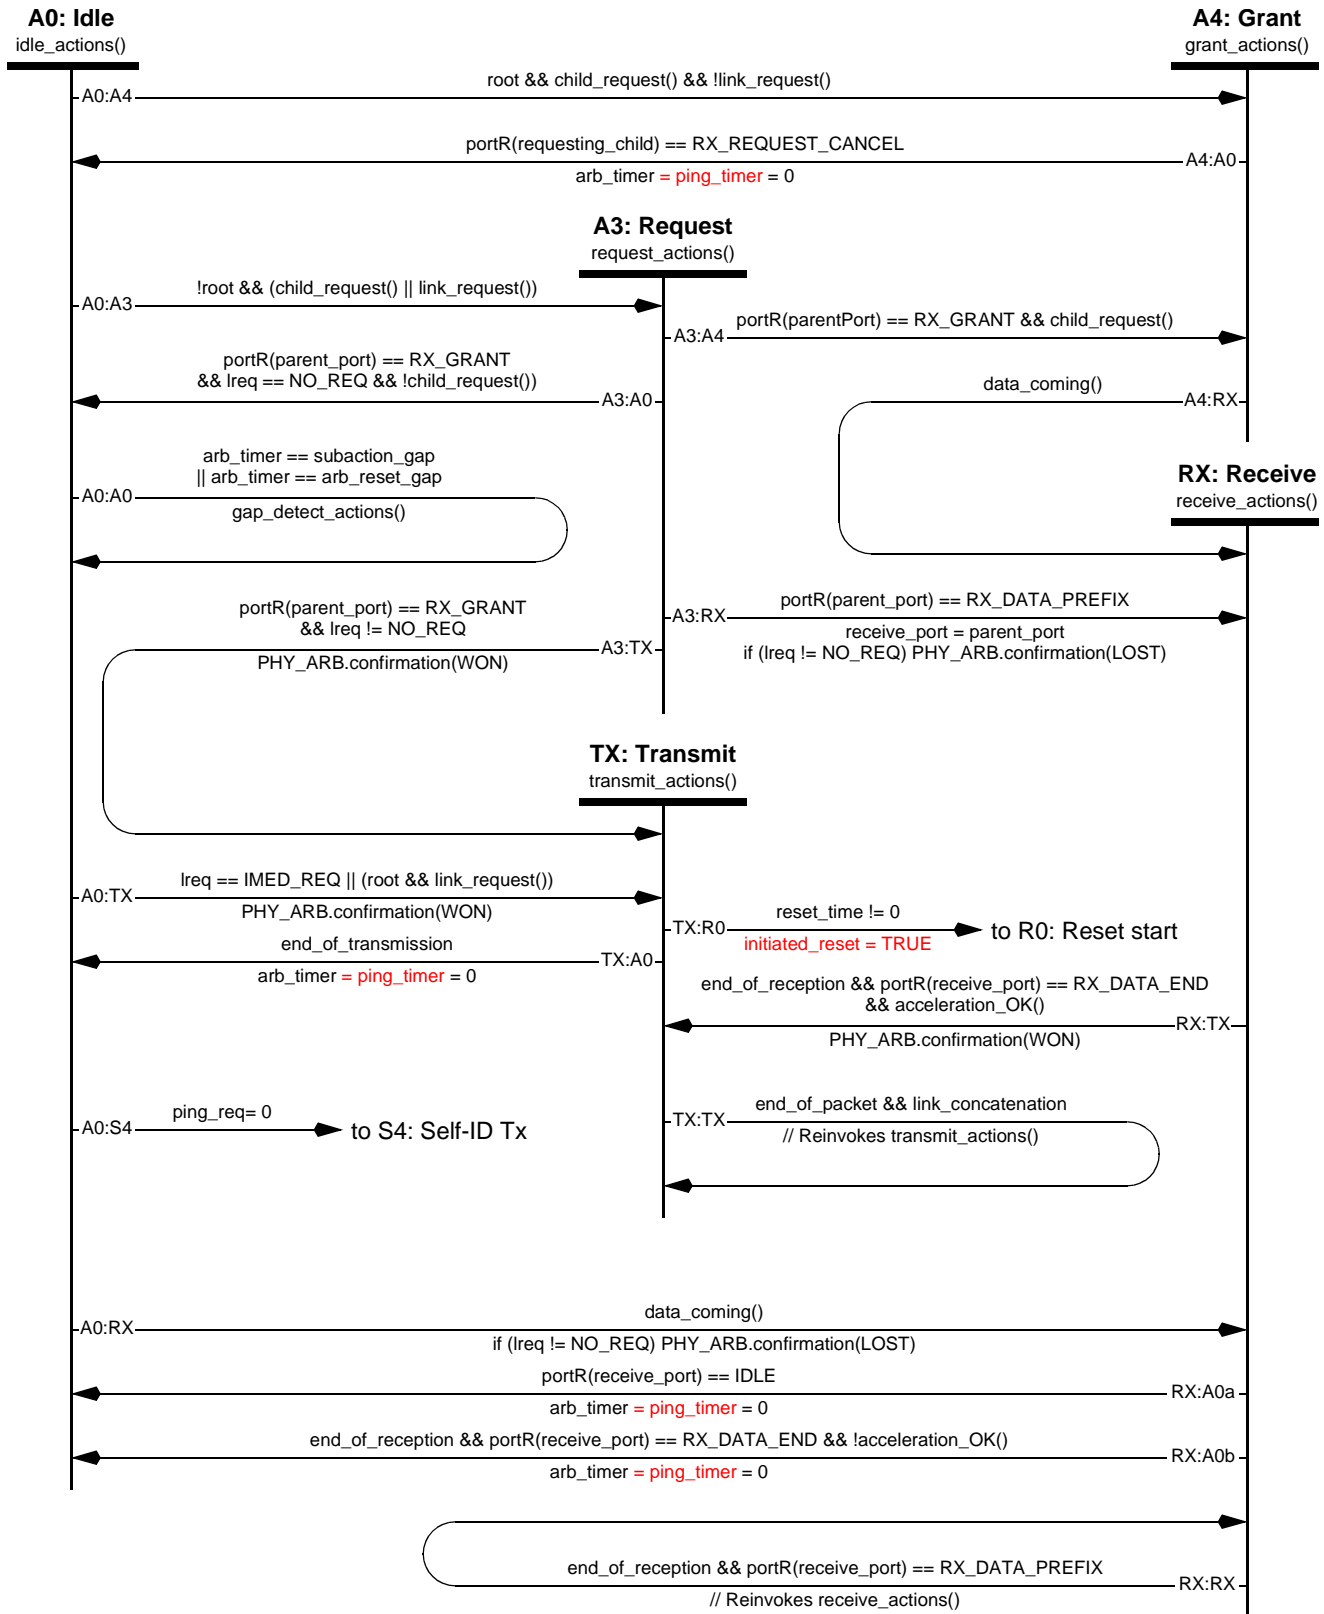 A0: Idle
idle_actions()
A4: Grant
grant_actions()
A0:A4
root && child_request() && !link_request()
portR(requesting_child) == RX_REQUEST_CANCEL
A4:A0
arb_timer = ping_timer = 0
A3: Request
request_actions()
A0:A3
!root && (child_request() || link_request())
A3:A4
portR(parentPort) == RX_GRANT && child_request()
portR(parent_port) == RX_GRANT
&& lreq == NO_REQ && !child_request())
A3:A0
data_coming()
A4:RX
arb_timer == subaction_gap
|| arb_timer == arb_reset_gap
A0:A0
gap_detect_actions()
RX: Receive
receive_actions()
portR(parent_port) == RX_GRANT
&& lreq != NO_REQ
A3:TX
PHY_ARB.confirmation(WON)
A3:RX
portR(parent_port) == RX_DATA_PREFIX
receive_port = parent_port
if (lreq != NO_REQ) PHY_ARB.confirmation(LOST)
TX: Transmit
transmit_actions()
A0:TX
lreq == IMED_REQ || (root && link_request())
PHY_ARB.confirmation(WON)
TX:R0
reset_time != 0
initiated_reset = TRUE
to R0: Reset start
end_of_transmission
TX:A0
arb_timer = ping_timer = 0
end_of_reception && portR(receive_port) == RX_DATA_END
&& acceleration_OK()
RX:TX
PHY_ARB.confirmation(WON)
A0:S4
ping_req= 0
to S4: Self-ID Tx
TX:TX
end_of_packet && link_concatenation
// Reinvokes transmit_actions()
A0:RX
data_coming()
if (lreq != NO_REQ) PHY_ARB.confirmation(LOST)
portR(receive_port) == IDLE
RX:A0a
arb_timer = ping_timer = 0
end_of_reception && portR(receive_port) == RX_DATA_END && !acceleration_OK()
RX:A0b
arb_timer = ping_timer = 0
end_of_reception && portR(receive_port) == RX_DATA_PREFIX
RX:RX
// Reinvokes receive_actions()